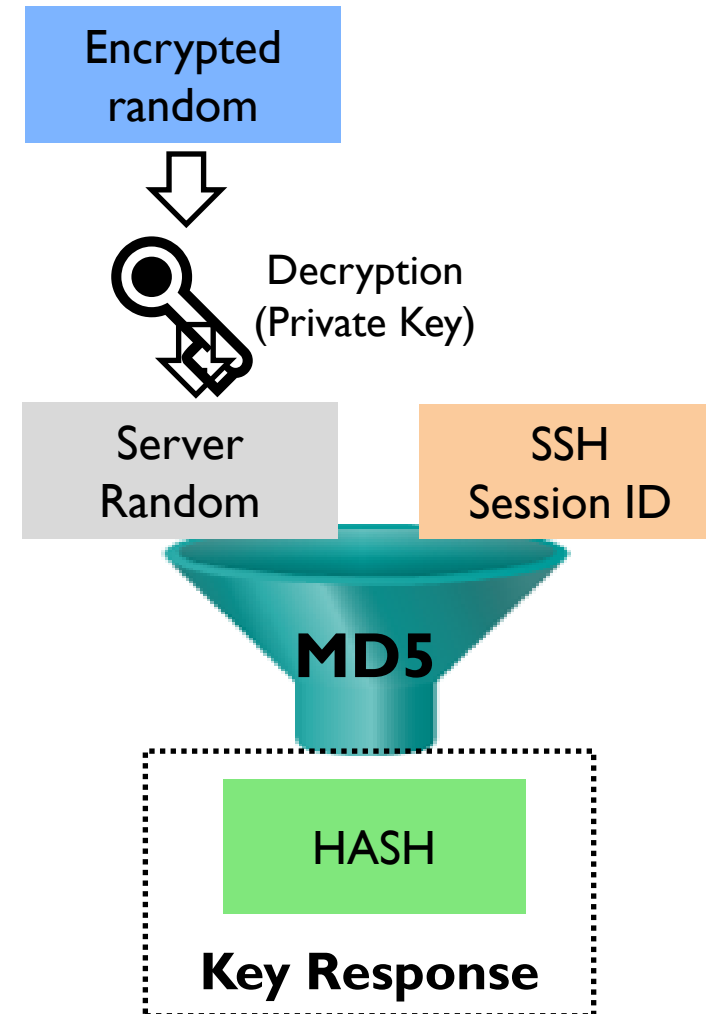 Encrypted
random
Decryption
(Private Key)
Server
Random
SSH
Session ID
MD5
HASH
Key Response